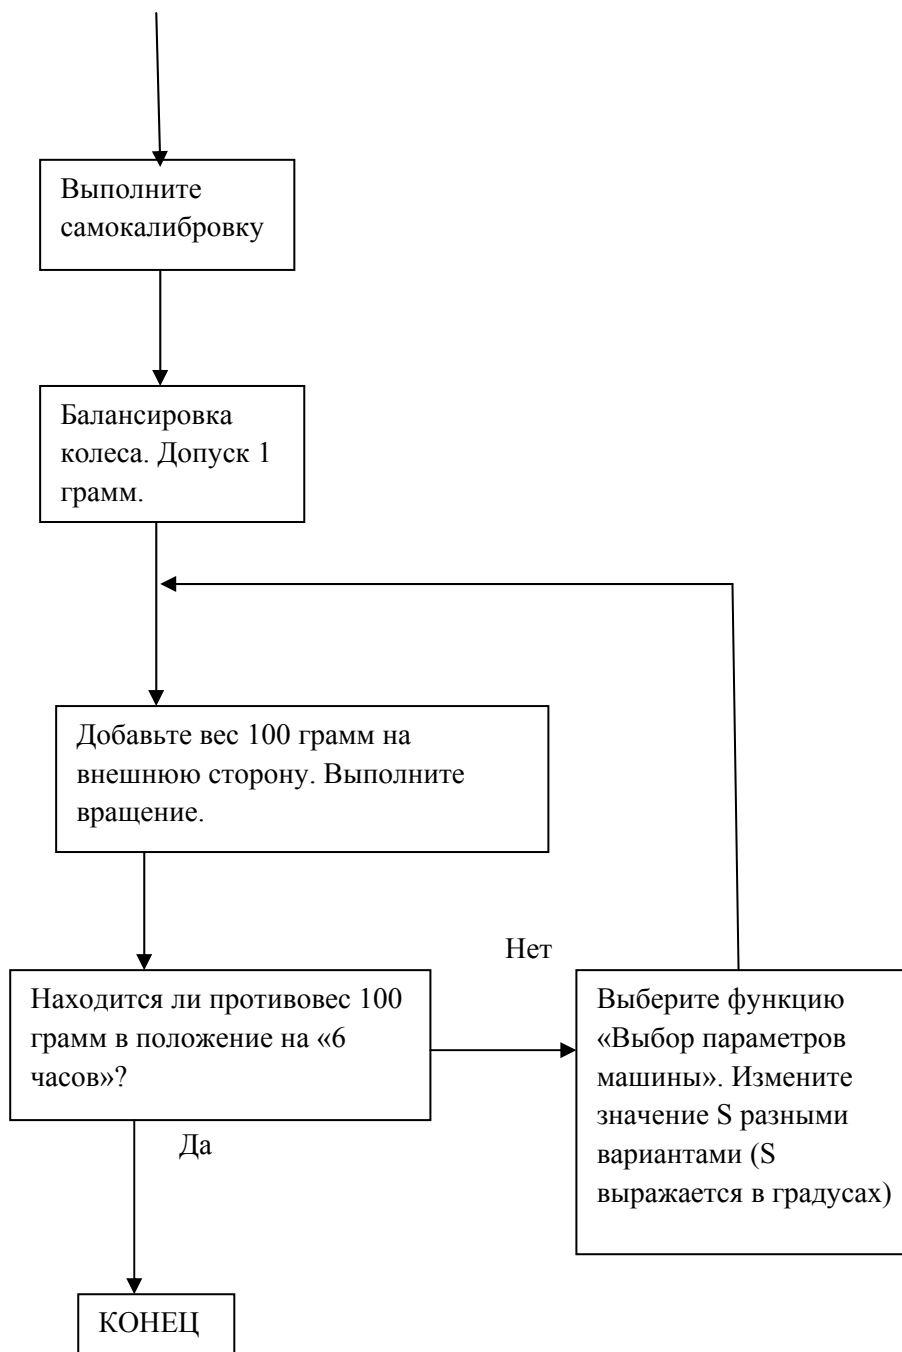 Выполните
самокалибровку
Балансировка
колеса. Допуск 1
грамм.
Добавьте вес 100 грамм на
внешнюю сторону. Выполните
вращение.
Нет
Находится ли противовес 100
грамм в положение на «6
часов»?
Выберите функцию
«Выбор параметров
машины». Измените
значение S разными
вариантами (S
выражается в градусах)
Да
КОНЕЦ